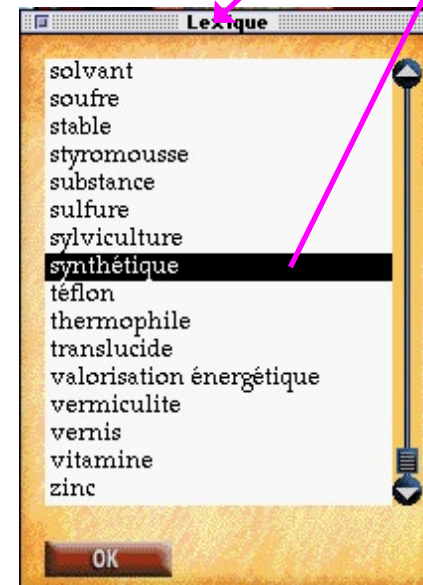 Lexique
solvant
soufre
stable
styromousse
substance
sulfure
sylviculture
synthétique
téflon
thermophile
translucide
valorisation énergétique
vermiculite
vernis
vitamine
zinc
OK